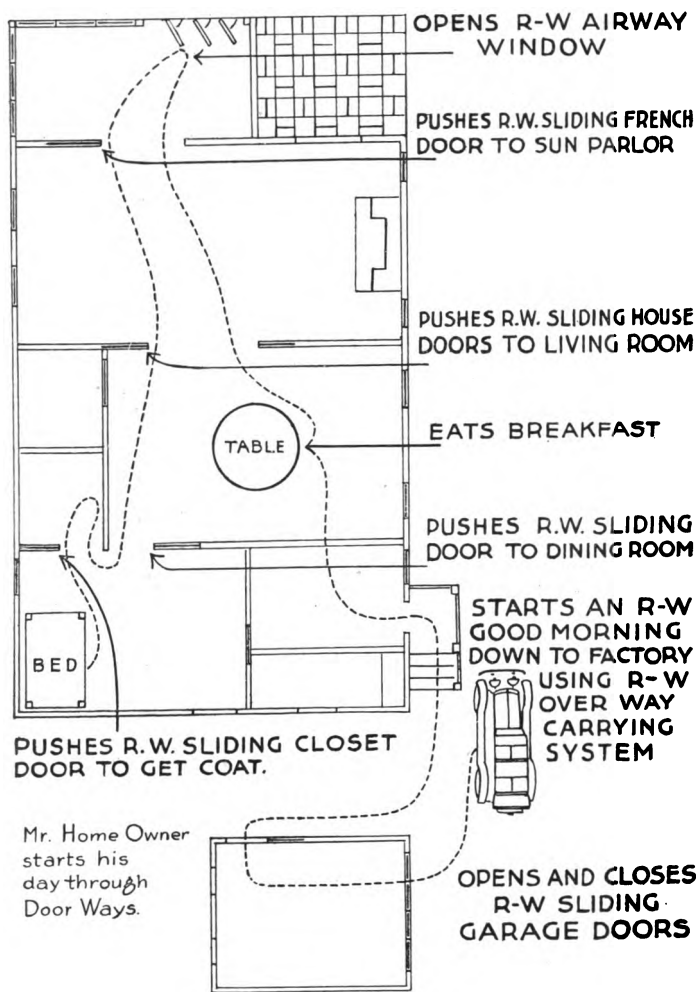 OPENS R-W AIRWAY
WINDOW
PUSHES R.W. SLIDING FRENCH
DOOR TO SUN PARLOR
PUSHES R.W. SLIDING HOUSE
DOORS TO LIVING ROOM
TABLE
EATS BREAKFAST
PUSHES R.W. SLIDING
DOOR TO DINING ROOM
BED
STARTS AN R-W
GOOD MORNING
DOWN TO FACTORY
USING R-W
OVER WAY
CARRYING
SYSTEM
PUSHES R.W. SLIDING CLOSET
DOOR TO GET COAT.
Mr. Home Owner
starts his
day through
Door Ways.
OPENS AND CLOSES
R-W SLIDING
GARAGE DOORS